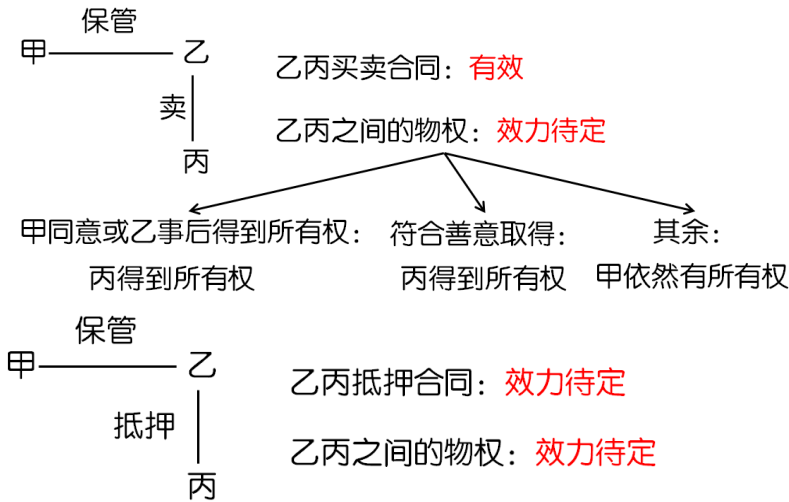 保管
甲 乙
乙丙买卖合同：有效
卖
乙丙之间的物权：效力待定
丙
甲同意或乙事后得到所有权：
丙得到所有权
符合善意取得：
丙得到所有权
其余：
甲依然有所有权
保管
甲 乙
乙丙抵押合同：效力待定
抵押
乙丙之间的物权：效力待定
丙